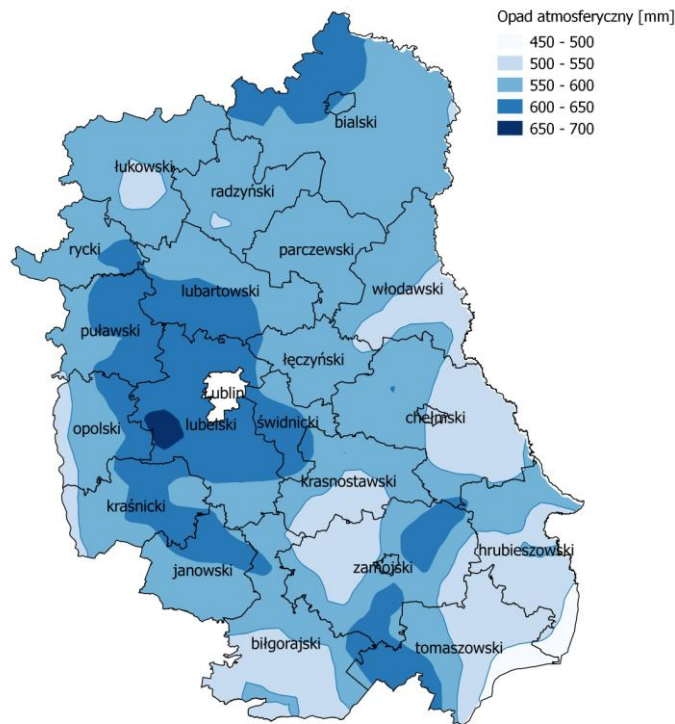 Opad atmosferyczny [mm]
450 - 500
500 - 550
550 - 600
600 - 650
650 - 700
bialski
łukowski
radzyński
rycki
parczewski
włodawski
lubartowski
puławski
łęczyński
Lublin
chełmski
opolski
lubelski
świdnicki
krasnostawski
kraśnicki
hrubieszowski
janowski
zamojski
biłgorajski
tomaszowski